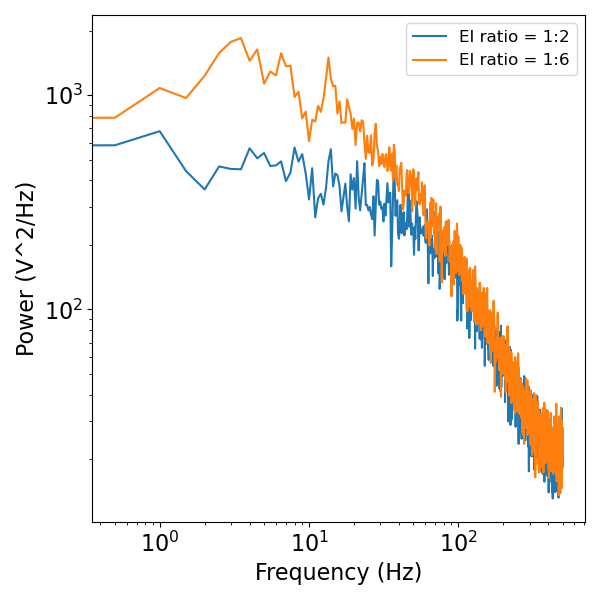 EI ratio = 1:2
EI ratio = 1:6
Power (V^2/Hz)
10^3
10^2
10^0 10^1 10^2
Frequency (Hz)